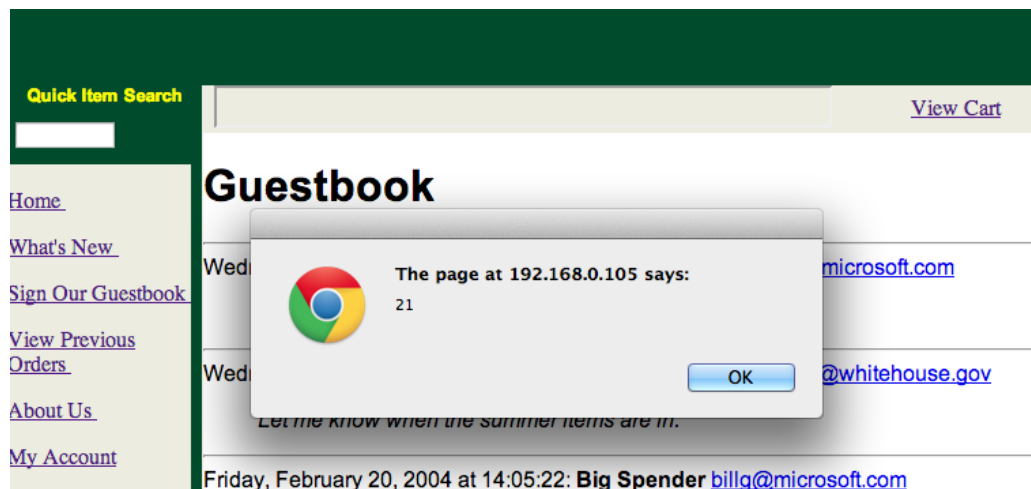 Quick Item Search
View Cart
Guestbook
Home
What's New
Sign Our Guestbook
View Previous
Orders
About Us
My Account
microsoft.com
The page at 192.168.0.105 says:
21
OK
@whitehouse.gov
Let me know when the summer items are in.
Friday, February 20, 2004 at 14:05:22: Big Spender billg@microsoft.com